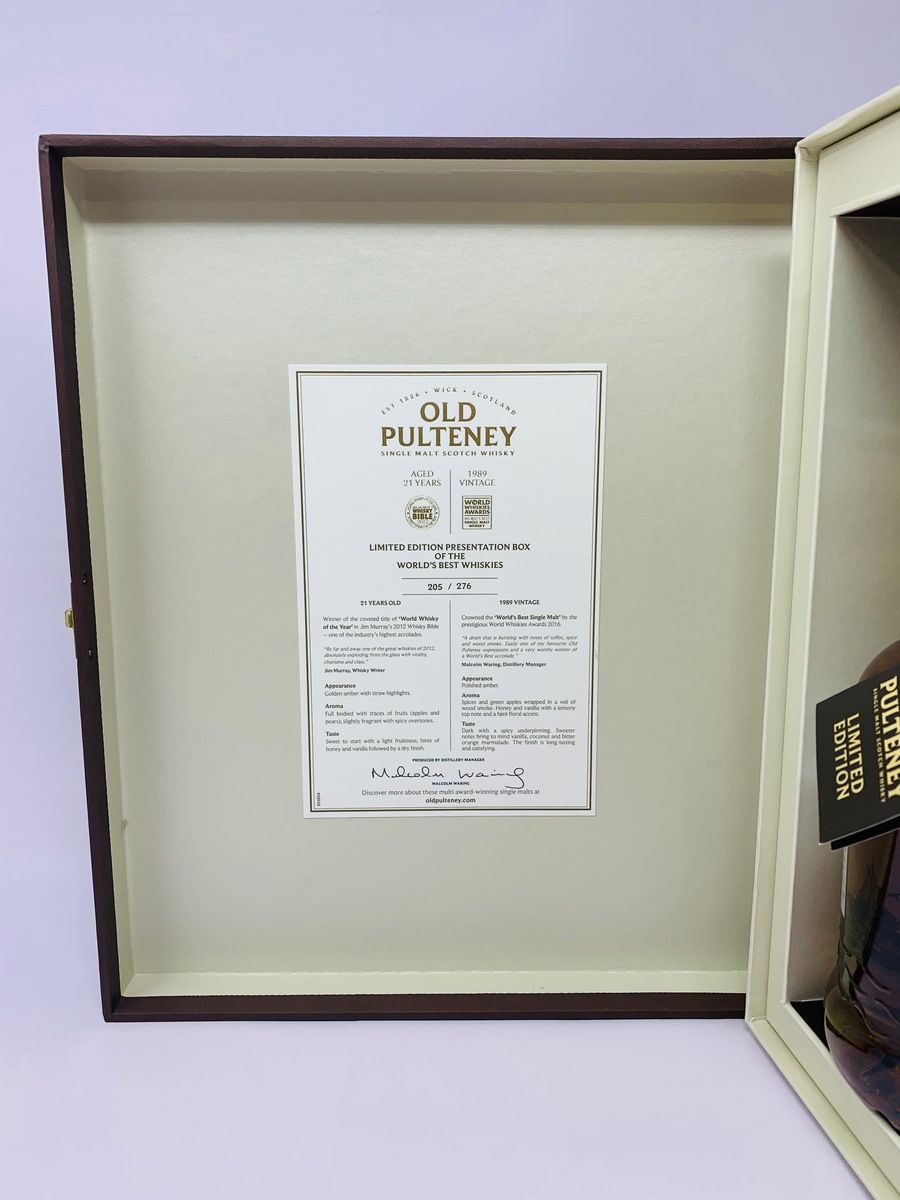 EST 1826 • WICK • SCOTLAND
OLD
PULTENEY
SINGLE MALT SCOTCH WHISKY
AGED
21 YEARS
1989
VINTAGE
WHISKY
BIBLE
2012
WORLD
WHISKIES
AWARDS
SINGLE MALT
WHISKY
LIMITED EDITION PRESENTATION BOX
OF THE
WORLD'S BEST WHISKIES
205 / 276
21 YEARS OLD
Winner of the coveted title of 'World Whisky
of the Year' in Jim Murray's 2012 Whisky Bible
– one of the industry's highest accolades.
"By far and away one of the great whiskies of 2012,
absolutely exploding from the glass with vitality,
charisma and class."
Jim Murray, Whisky Writer
Appearance
Golden amber with straw highlights.
Aroma
Full bodied with traces of fruits (apples and
pears); slightly fragrant with spicy overtones.
Taste
Sweet to start with a light fruitiness; hints of
honey and vanilla followed by a dry finish.
1989 VINTAGE
Crowned the 'World's Best Single Malt' by the
prestigious World Whiskies Awards 2016.
"A dram that is bursting with notes of toffee, spice
and wood smoke. Easily one of my favourite Old
Pulteney expressions and a very worthy winner of
a World's Best accolade."
Malcolm Waring, Distillery Manager
Appearance
Polished amber.
Aroma
Spices and green apples wrapped in a veil of
wood smoke. Honey and vanilla with a lemony
top note and a faint floral accent.
Taste
Dark with a spicy underpinning. Sweeter
notes bring to mind vanilla, coconut and bitter
orange marmalade. The finish is long-lasting
and satisfying.
PRODUCED BY DISTILLERY MANAGER
Malcolm Waring
MALCOLM WARING
Discover more about these multi award-winning single malts at
oldpulteney.com
PULTENEY
SINGLE MALT SCOTCH WHISKY
LIMITED
EDITION